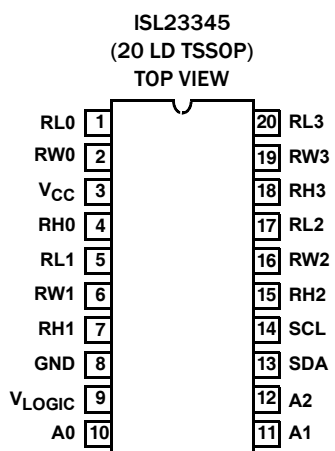 ISL23345
(20 LD TSSOP)
TOP VIEW
RL0 1 20 RL3
RW0 2 19 RW3
VCC 3 18 RH3
RH0 4 17 RL2
RL1 5 16 RW2
RW1 6 15 RH2
RH1 7 14 SCL
GND 8 13 SDA
VLOGIC 9 12 A2
A0 10 11 A1